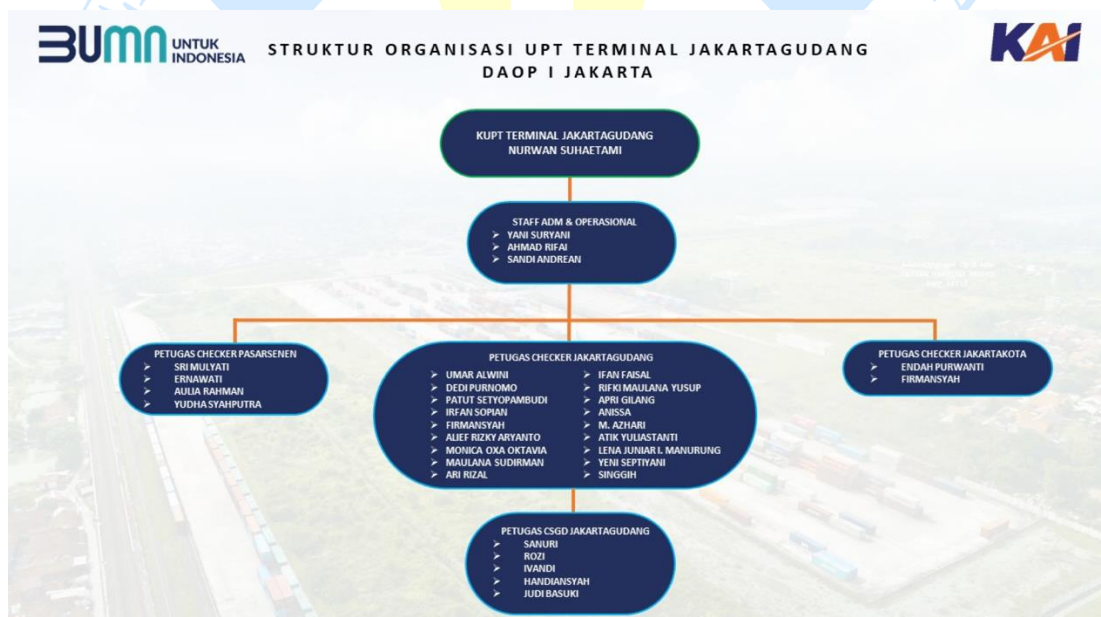 BUMN UNTUK INDONESIA
STRUKTUR ORGANISASI UPT TERMINAL JAKARTAGUDANG
DAOP I JAKARTA
KAI
KUPT TERMINAL JAKARTAGUDANG
NURWAN SUHAETAMI
STAFF ADM & OPERASIONAL
YANI SURYANI
AHMAD RIFAI
SANDI ANDREAN
PETUGAS CHECKER PASARSENEN
SRI MULYATI
ERNAWATI
AULIA RAHMAN
YUDHA SYAHPUTRA
PETUGAS CHECKER JAKARTAGUDANG
UMAR ALWINI
DEDI PURNOMO
PATUT SETYOPAMBUDI
IRFAN SOPIAN
FIRMANSYAH
ALIEF RIZKY ARYANTO
MONICA OXA OKTAVIA
MAULANA SUDIRMAN
ARI RIZAL
IFAN FAISAL
RIFKI MAULANA YUSUP
APRI GILANG
ANISSA
M. AZHARI
ATIK YULIASTANTI
LENA JUNIAR I. MANURUNG
YENI SEPTIYANI
SINGGIH
PETUGAS CHECKER JAKARTAKOTA
ENDAH PURWANTI
FIRMANSYAH
PETUGAS CSGD JAKARTAGUDANG
SANURI
ROZI
IVANDI
HANDIANSYAH
JUDI BASUKI